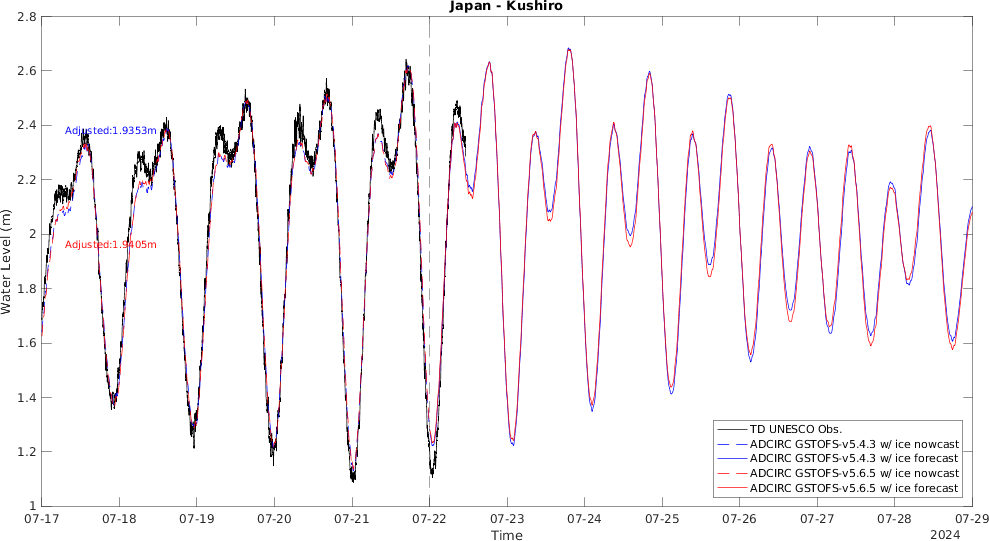 Japan - Kushiro
2.8
2.6
2.4
2.2
2
1.8
1.6
1.4
1.2
1
Water Level (m)
Adjusted:1.9353m
Adjusted:1.9405m
TD UNESCO Obs.
ADCIRC GSTOFS-v5.4.3 w/ ice nowcast
ADCIRC GSTOFS-v5.4.3 w/ ice forecast
ADCIRC GSTOFS-v5.6.5 w/ ice nowcast
ADCIRC GSTOFS-v5.6.5 w/ ice forecast
07-17 07-18 07-19 07-20 07-21 07-22 07-23 07-24 07-25 07-26 07-27 07-28 07-29
Time
2024